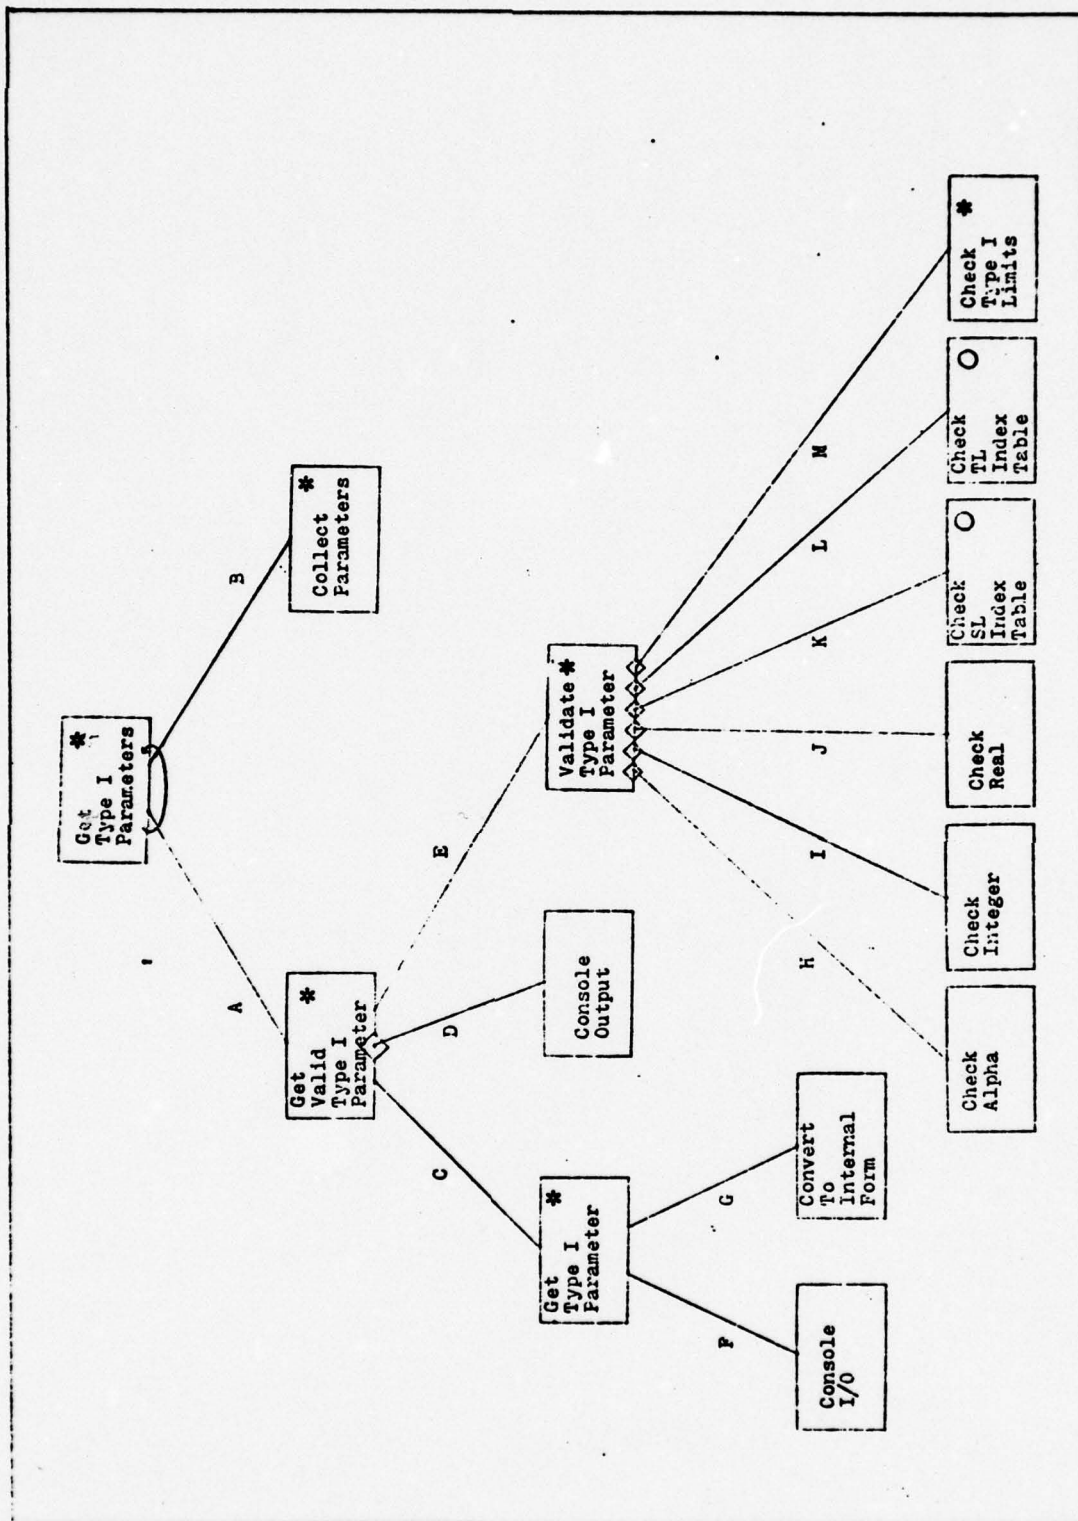 Get *
Type I
Parameters
A
B
Get
Valid *
Type I
Parameter
Collect *
Parameters
C
D
E
Get *
Type I
Parameter
Console
Output
Validate *
Type I
Parameter
F
G
H
I
J
K
L
M
Console
I/O
Convert
To
Internal
Form
Check
Alpha
Check
Integer
Check
Real
Check
SL
Index
Table
Check
TL
Index
Table
Check *
Type I
Limits